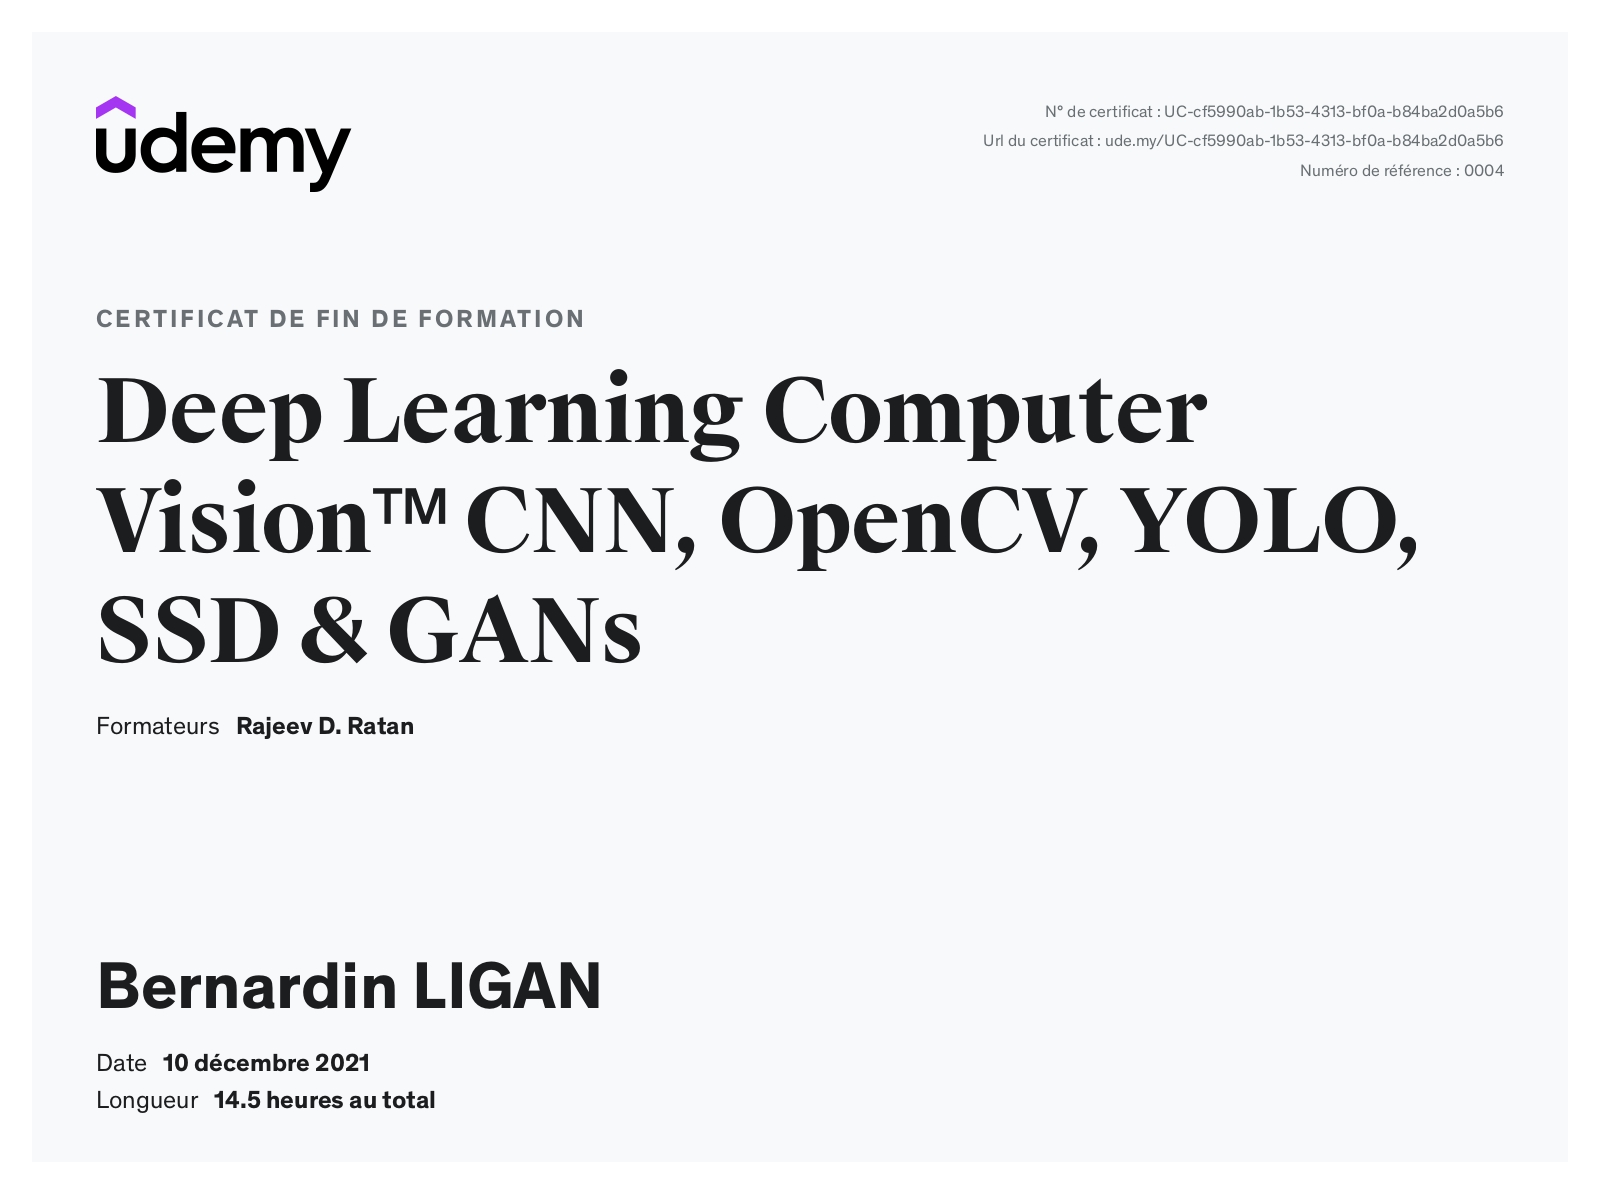 udemy
N° de certificat : UC-cf5990ab-1b53-4313-bf0a-b84ba2d0a5b6
Url du certificat : ude.my/UC-cf5990ab-1b53-4313-bf0a-b84ba2d0a5b6
Numéro de référence : 0004
CERTIFICAT DE FIN DE FORMATION
Deep Learning Computer
Vision™ CNN, OpenCV, YOLO,
SSD & GANs
Formateurs Rajeev D. Ratan
Bernardin LIGAN
Date 10 décembre 2021
Longueur 14.5 heures au total